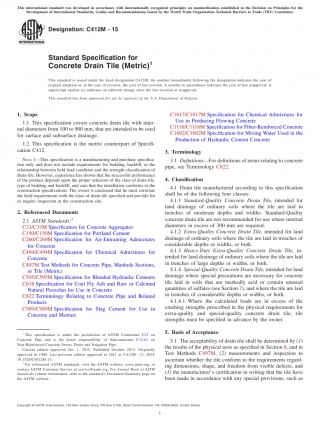 This international standard was developed in accordance with internationally recognized principles on standardization established in the Decision on Principles for the
Development of International Standards, Guides and Recommendations issued by the World Trade Organization Technical Barriers to Trade (TBT) Committee.
Designation: C412M – 15
Standard Specification for
Concrete Drain Tile (Metric)¹
This standard is issued under the fixed designation C412M; the number immediately following the designation indicates the year of
original adoption or, in the case of revision, the year of last revision. A number in parentheses indicates the year of last reapproval. A
superscript epsilon (ε) indicates an editorial change since the last revision or reapproval.
This standard has been approved for use by agencies of the U.S. Department of Defense.
1. Scope
1.1 This specification covers concrete drain tile with internal diameters from 100 to 900 mm, that are intended to be used
for surface and subsurface drainage.
1.2 This specification is the metric counterpart of Specification C412.
NOTE 1—This specification is a manufacturing and purchase specification only and does not include requirements for bedding, backfill, or the
relationship between field load condition and the strength classification of
drain tile. However, experience has shown that the successful performance
of the product depends upon the proper selection of the class of drain tile,
type of bedding and backfill, and care that the installation conforms to the
construction specifications. The owner is cautioned that he must correlate
the field requirements with the class of drain tile specified and provide for
or require inspection at the construction site.
2. Referenced Documents
2.1 ASTM Standards:²
C33/C33M Specification for Concrete Aggregates
C150/C150M Specification for Portland Cement
C260/C260M Specification for Air-Entraining Admixtures
for Concrete
C494/C494M Specification for Chemical Admixtures for
Concrete
C497M Test Methods for Concrete Pipe, Manhole Sections,
or Tile (Metric)
C595/C595M Specification for Blended Hydraulic Cements
C618 Specification for Coal Fly Ash and Raw or Calcined
Natural Pozzolan for Use in Concrete
C822 Terminology Relating to Concrete Pipe and Related
Products
C989/C989M Specification for Slag Cement for Use in
Concrete and Mortars
¹ This specification is under the jurisdiction of ASTM Committee C13 on
Concrete Pipe and is the direct responsibility of Subcommittee
Non-Reinforced Concrete Sewer, Drain and Irrigation Pipe.
Current edition approved Oct. 1, 2015. Published October 2015. Originally
approved in 1980. Last previous edition approved in 2011 as C412M – 11.
² For referenced ASTM standards, visit the ASTM website, www.astm.org, or
contact ASTM Customer Service at service@astm.org. For Annual Book of ASTM
Standards volume information, refer to the standard's Document Summary page on
the ASTM website.
C1017/C1017M Specification for Chemical Admixtures for
Use in Producing Flowing Concrete
C1116/C1116M Specification for Fiber-Reinforced Concrete
C1602/C1602M Specification for Mixing Water Used in the
Production of Hydraulic Cement Concrete
3. Terminology
3.1 Definitions—For definitions of terms relating to concrete
pipe, see Terminology C822.
4. Classification
4.1 Drain tile manufactured according to this specification
shall be of the following four classes:
4.1.1 Standard-Quality Concrete Drain Tile, intended for
land drainage of ordinary soils where the tile are laid in
trenches of moderate depths and widths. Standard-Quality
concrete drain tile are not recommended for use where internal
diameters in excess of 300 mm are required.
4.1.2 Extra-Quality Concrete Drain Tile, intended for land
drainage of ordinary soils where the tile are laid in trenches of
considerable depths or widths, or both.
4.1.3 Heavy-Duty Extra-Quality Concrete Drain Tile, intended for land drainage of ordinary soils where the tile are laid
in trenches of large depths or widths, or both.
4.1.4 Special-Quality Concrete Drain Tile, intended for land
drainage where special precautions are necessary for concrete
tile laid in soils that are markedly acid or contain unusual
quantities of sulfates (see Section 7), and where the tile are laid
in trenches of considerable depths or widths, or both.
4.1.4.1 Where the calculated loads are in excess of the
crushing strengths prescribed in the physical requirements for
extra-quality and special-quality concrete drain tile, tile
strengths must be specified in advance by the owner.
5. Basis of Acceptance
5.1 The acceptability of drain tile shall be determined by (1)
the results of the physical tests as specified in Section 8, and in
Test Methods C497M, (2) measurements and inspection to
ascertain whether the tile conform to the requirements regarding dimensions, shape, and freedom from visible defects, and
(3) the manufacturer's certification in writing that the tile have
been made in accordance with any special provisions, such as
Copyright © ASTM International, 100 Barr Harbor Drive, PO Box C700, West Conshohocken, PA 19428-2959. United States
1